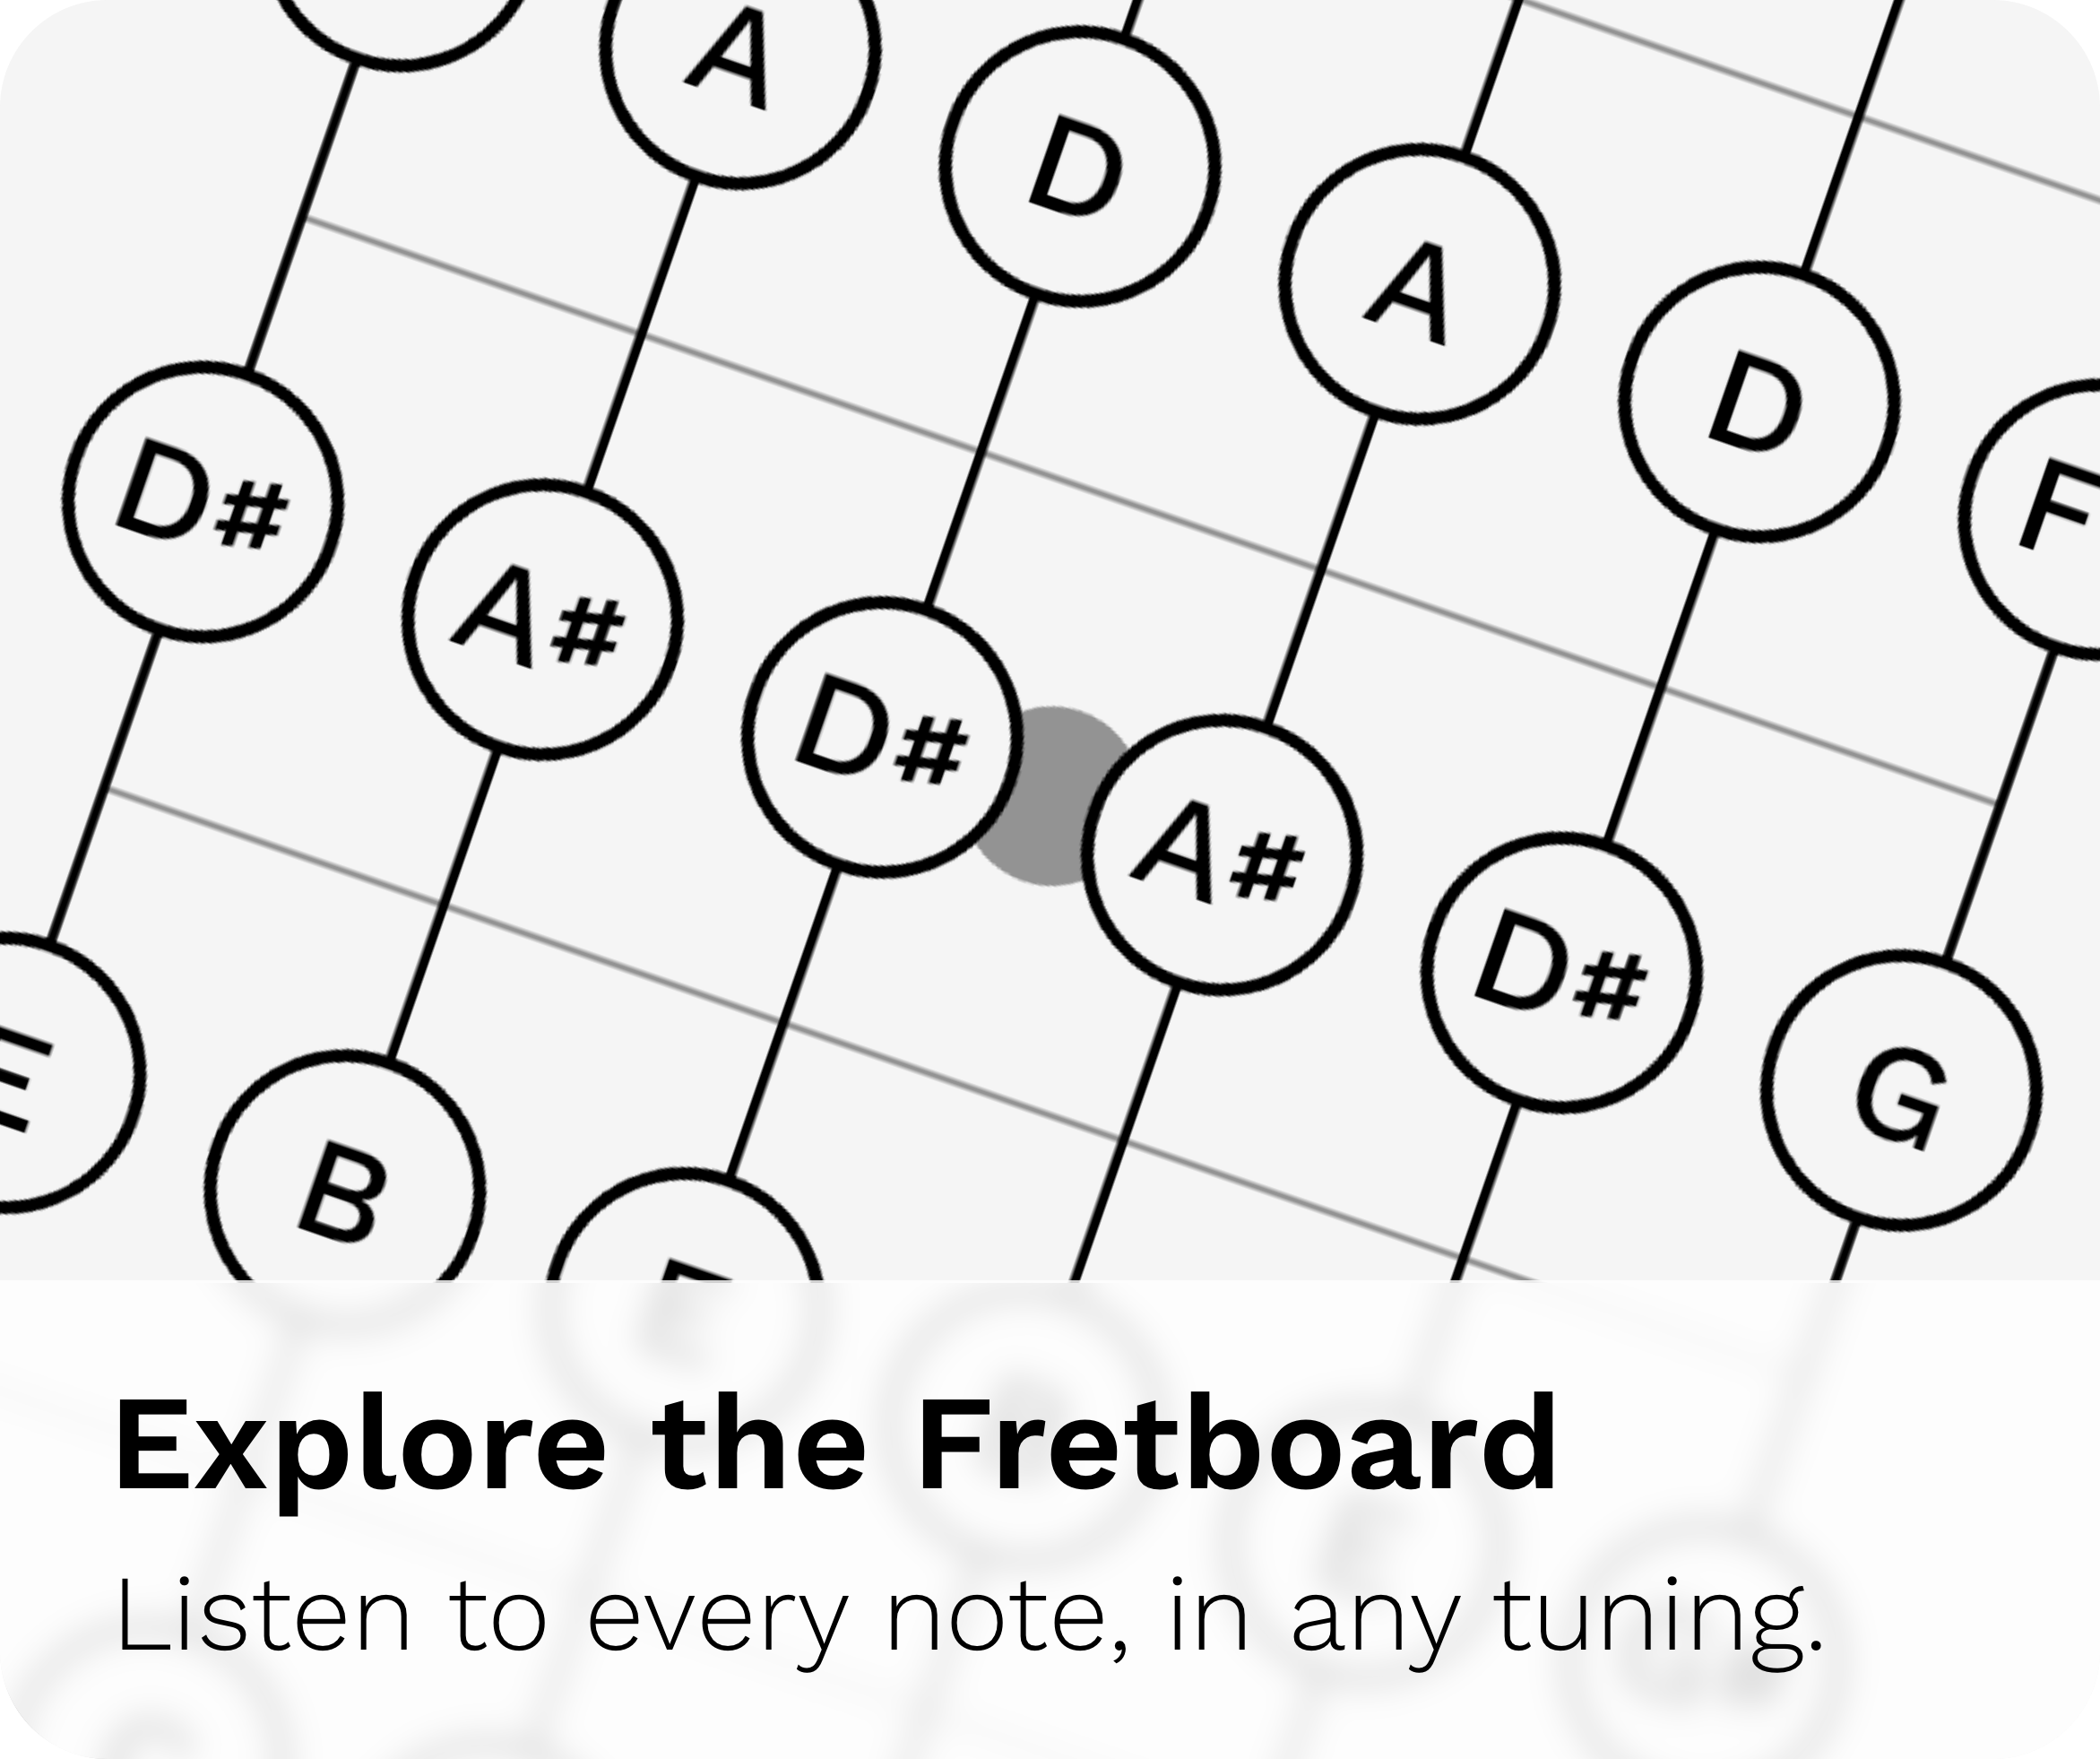 A D A D F
D# A# D# A# D# G
E B
Explore the Fretboard
Listen to every note, in any tuning.